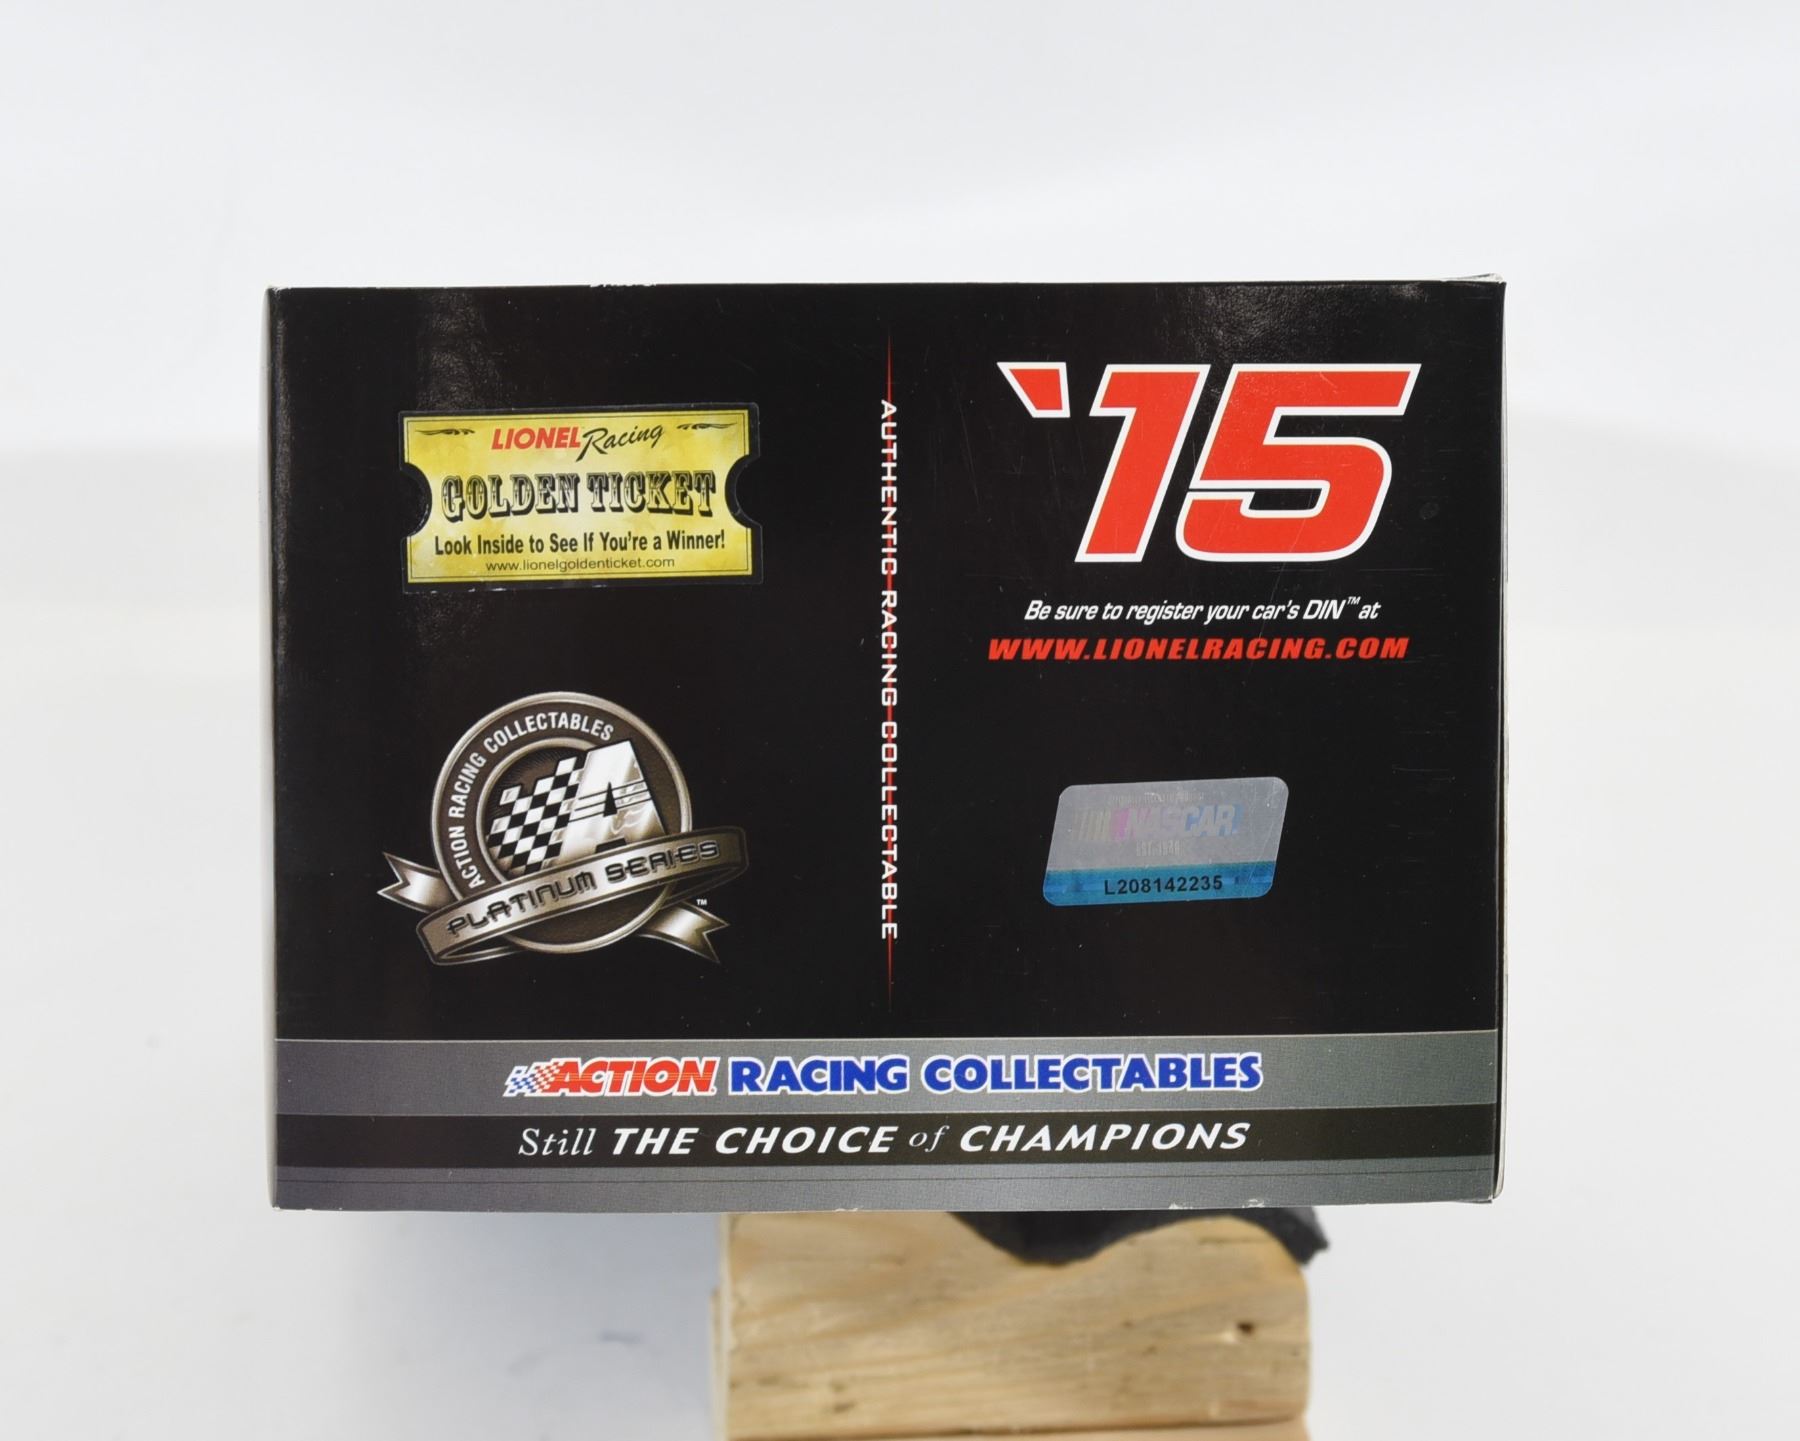 LIONEL Racing
GOLDEN TICKET
Look Inside to See If You're a Winner!
www.lionelgoldenticket.com
ACTION RACING COLLECTABLES
A
PLATINUM SERIES
™
AUTHENTIC RACING COLLECTABLE
'15
Be sure to register your car's DIN™ at
WWW.LIONELRACING.COM
NASCAR
L208142235
ACTION RACING COLLECTABLES
Still THE CHOICE of CHAMPIONS